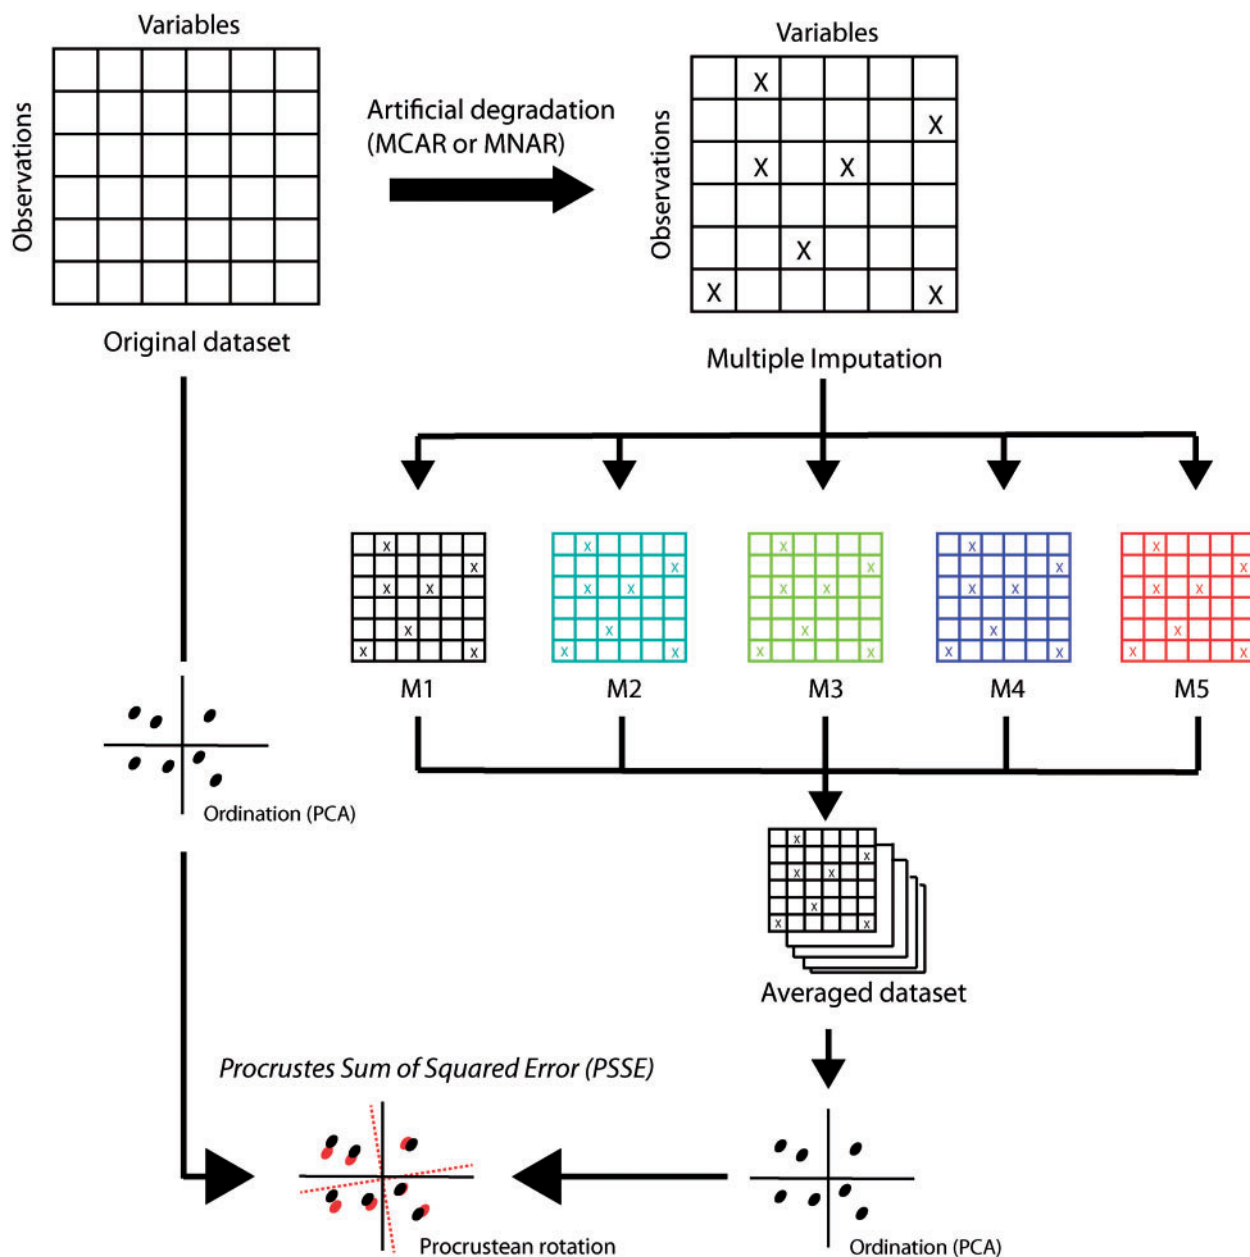 Variables
Observations
Original dataset
Artificial degradation
(MCAR or MNAR)
Variables
Observations
X
X
X X
X
X X
Multiple Imputation
x
x
x x
x
x x
M1
x
x
x x
x
x x
M2
x
x
x x
x
x x
M3
x
x
x x
x
x x
M4
x
x
x x
x
x x
M5
Ordination (PCA)
x
x
x x
x
x x
Averaged dataset
Procrustes Sum of Squared Error (PSSE)
Procrustean rotation
Ordination (PCA)